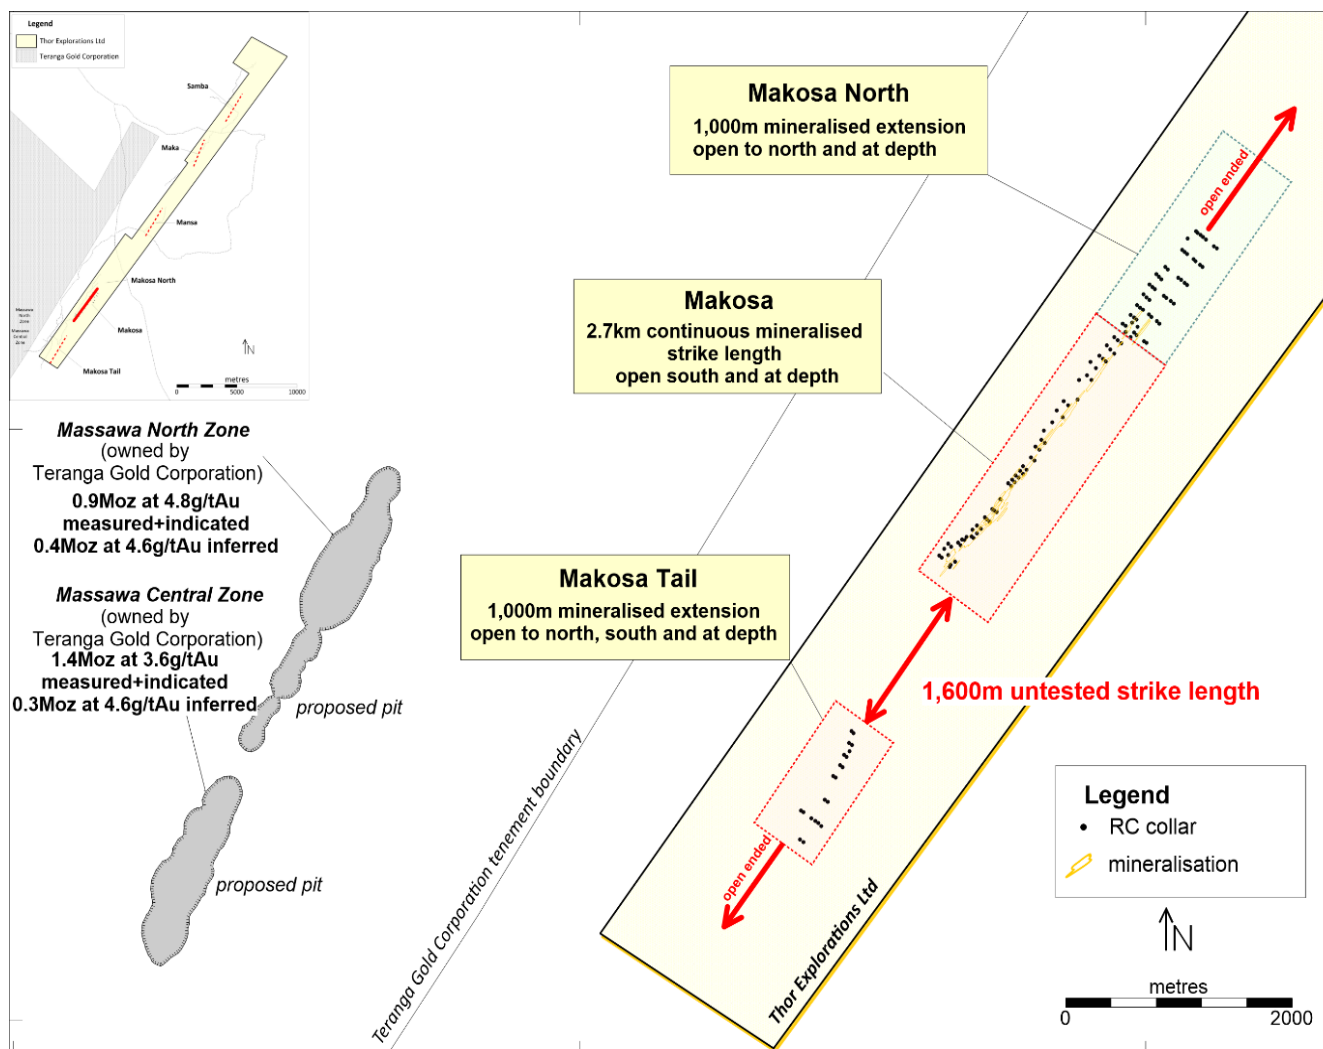 Legend
Thor Explorations Ltd
Teranga Gold Corporation
Samba
Maka
Mansa
Makosa North
Massawa
North
Zone
Massawa
Central
Zone
Makosa
Makosa Tail
N
metres
0 5000 10000
Massawa North Zone
(owned by
Teranga Gold Corporation)
0.9Moz at 4.8g/tAu
measured+indicated
0.4Moz at 4.6g/tAu inferred
Massawa Central Zone
(owned by
Teranga Gold Corporation)
1.4Moz at 3.6g/tAu
measured+indicated
0.3Moz at 4.6g/tAu inferred
proposed pit
proposed pit
Teranga Gold Corporation tenement boundary
Makosa North
1,000m mineralised extension
open to north and at depth
Makosa
2.7km continuous mineralised
strike length
open south and at depth
Makosa Tail
1,000m mineralised extension
open to north, south and at depth
open ended
1,600m untested strike length
open ended
Thor Explorations Ltd
Legend
RC collar
mineralisation
N
metres
0 2000